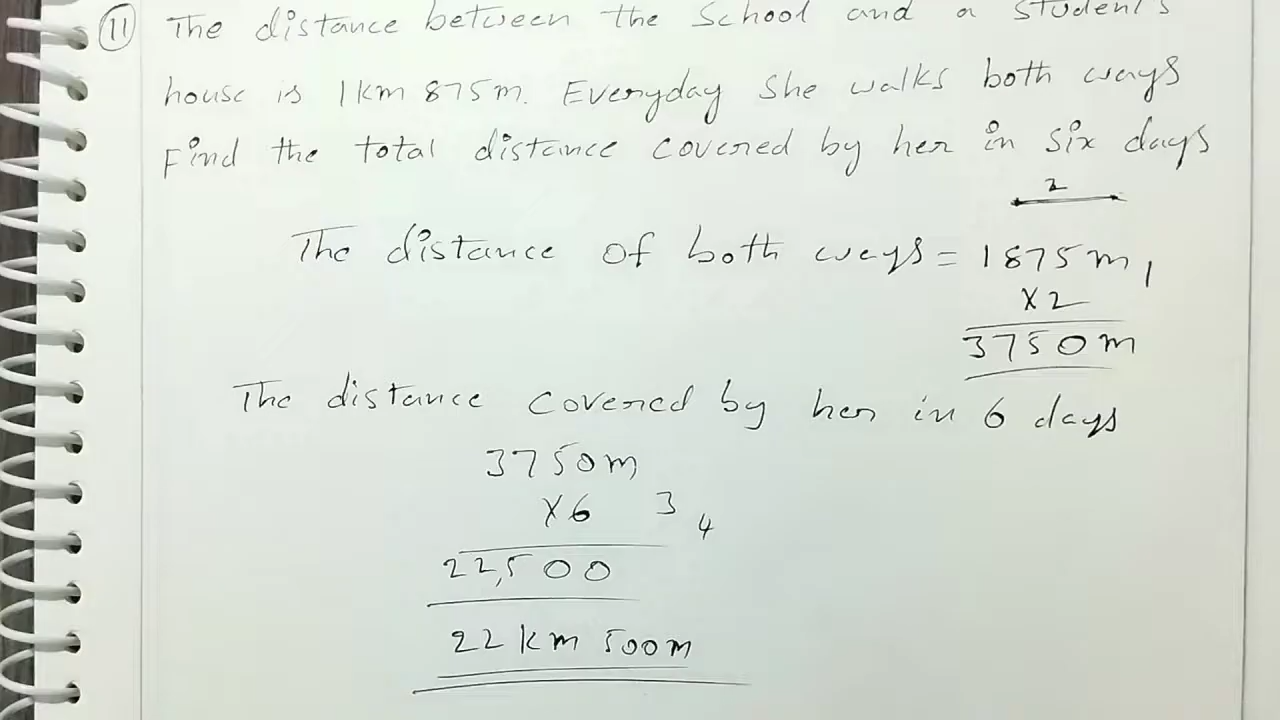 11 The distance between the School and a student's
house is 1km 875m. Everyday She walks both ways
Find the total distance covered by her in six days
2
The distance of both ways = 1875m
1
X2
3750m
The distance covered by her in 6 days
3750m
X6 3
4
22,500
22km 500m